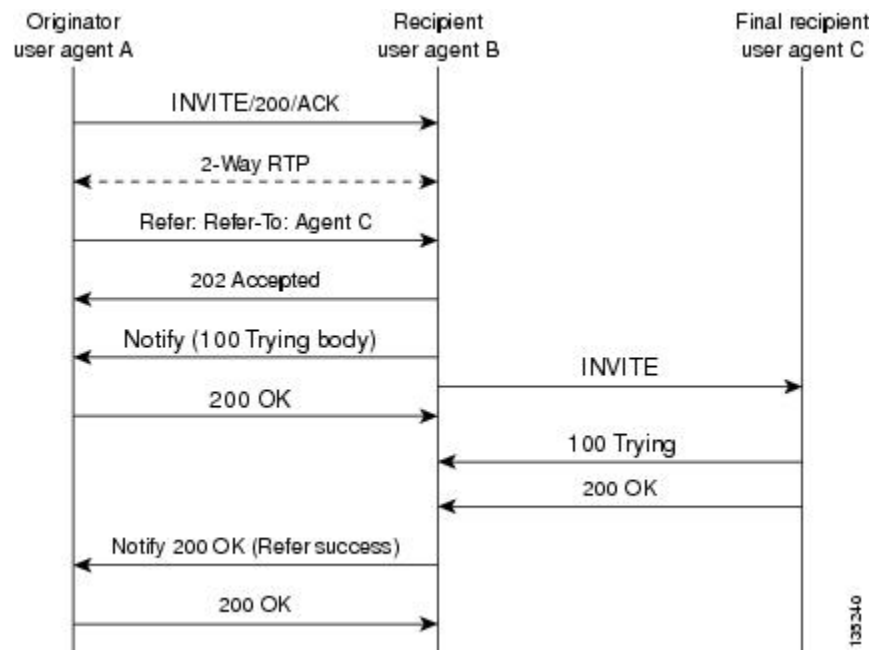 Originator
user agent A
Recipient
user agent B
Final recipient
user agent C
INVITE/200/ACK
2-Way RTP
Refer: Refer-To: Agent C
202 Accepted
Notify (100 Trying body)
INVITE
200 OK
100 Trying
200 OK
Notify 200 OK (Refer success)
200 OK
135240